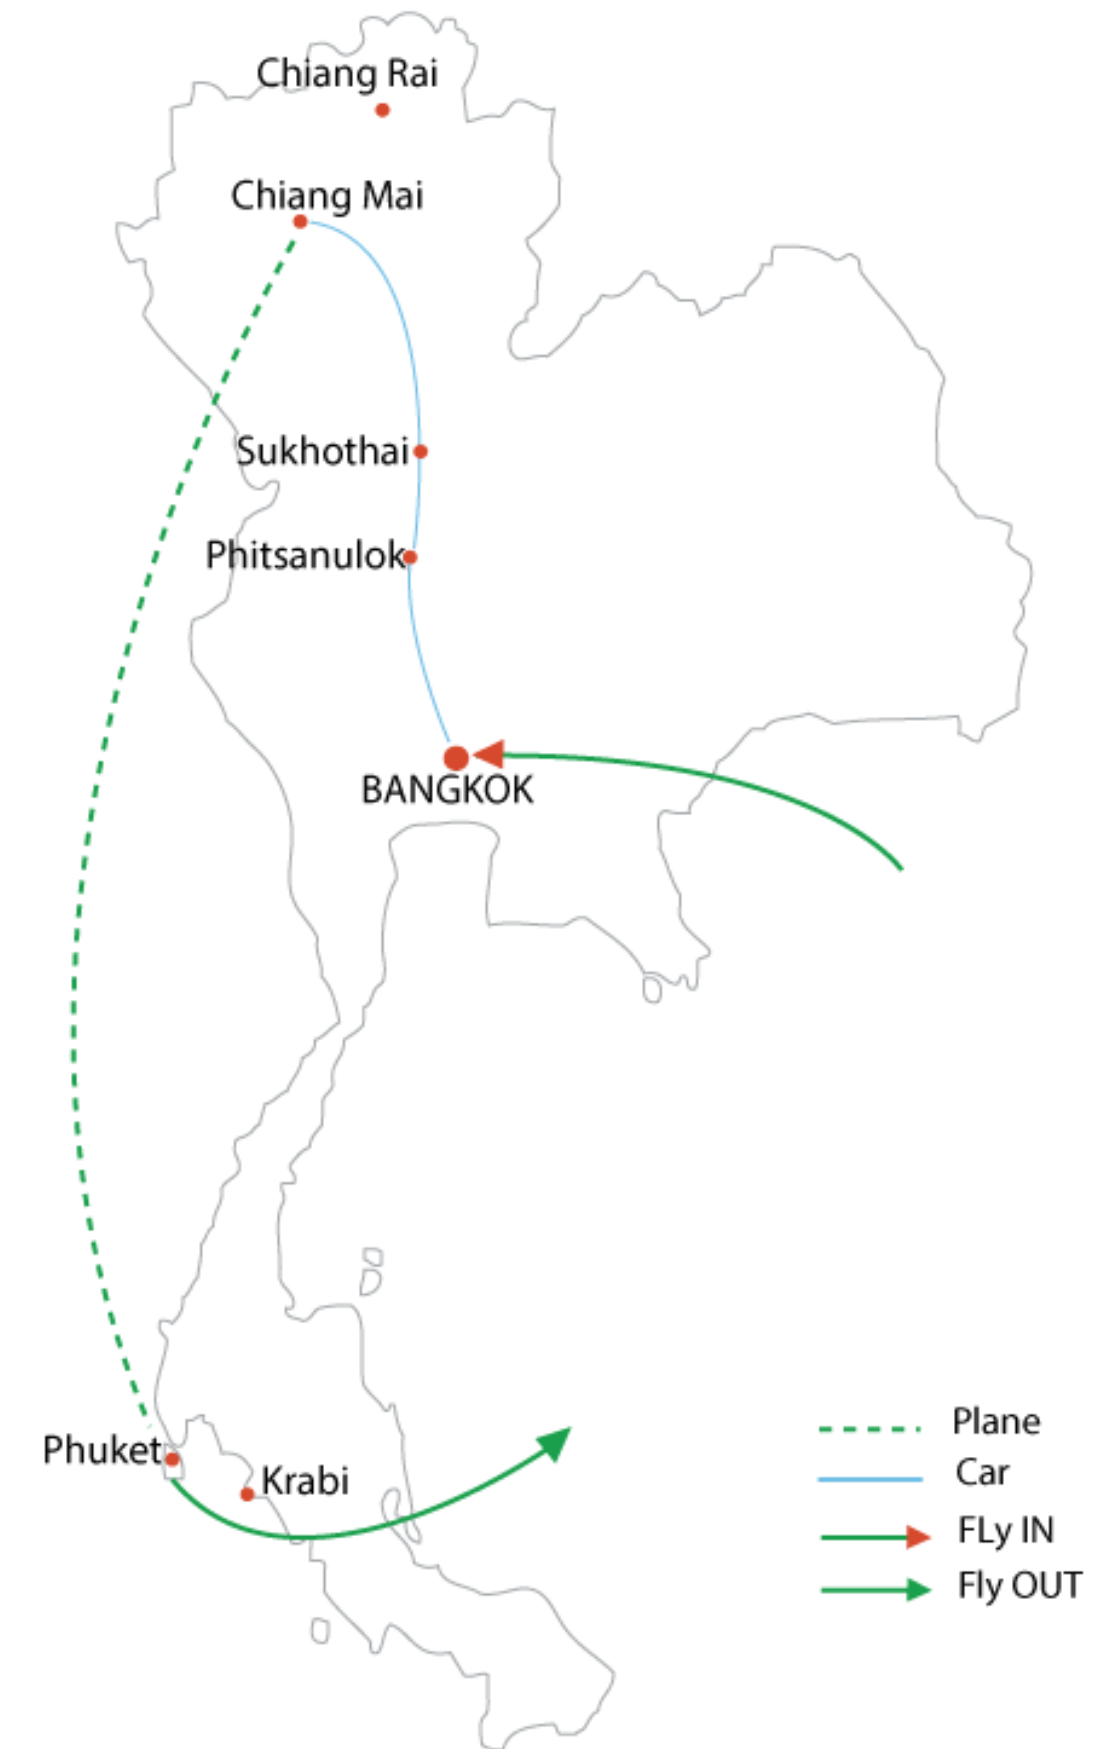 Chiang Rai
Chiang Mai
Sukhothai
Phitsanulok
BANGKOK
Phuket
Krabi
Plane
Car
FLy IN
Fly OUT